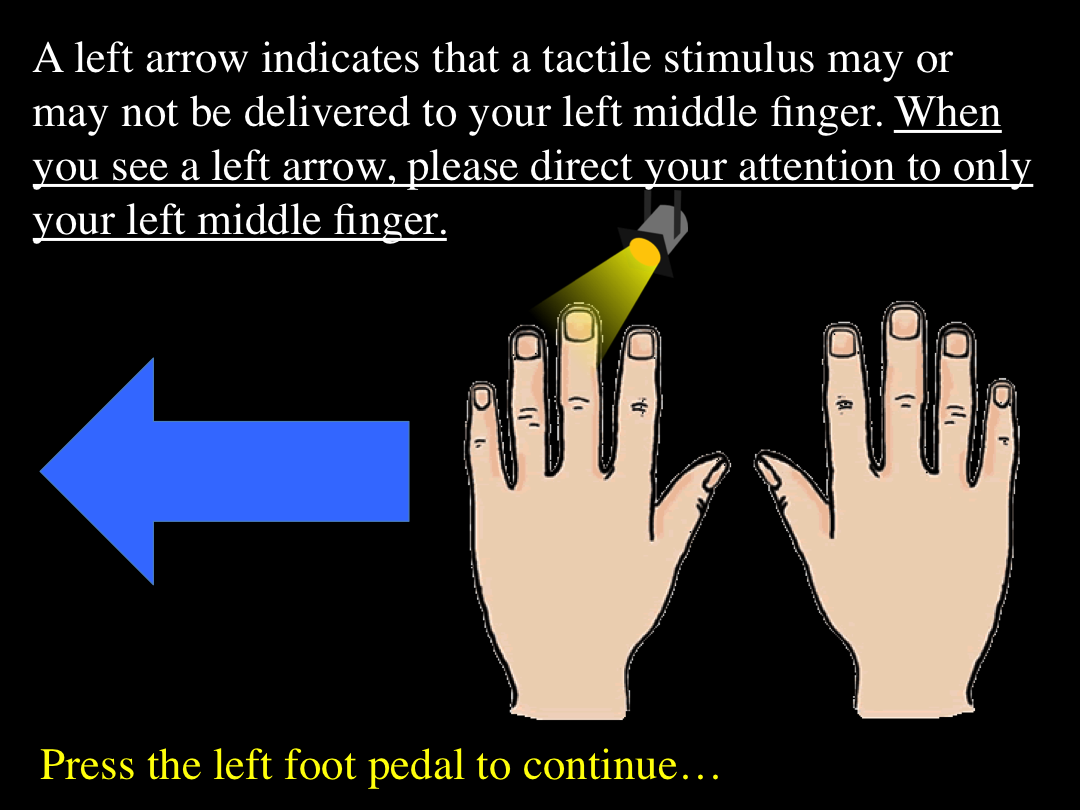 A left arrow indicates that a tactile stimulus may or
may not be delivered to your left middle finger. When
you see a left arrow, please direct your attention to only
your left middle finger.
Press the left foot pedal to continue…